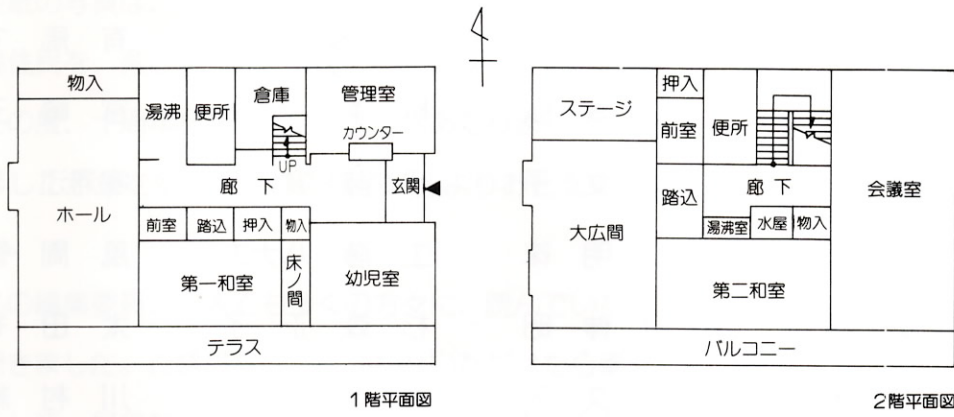 物入
湯沸
便所
倉庫
管理室
カウンター
UP
廊下
玄関
ホール
前室
踏込
押入
物入
床ノ間
幼児室
第一和室
テラス
1階平面図
ステージ
押入
前室
便所
会議室
踏込
廊下
大広間
湯沸室
水屋
物入
第二和室
バルコニー
2階平面図